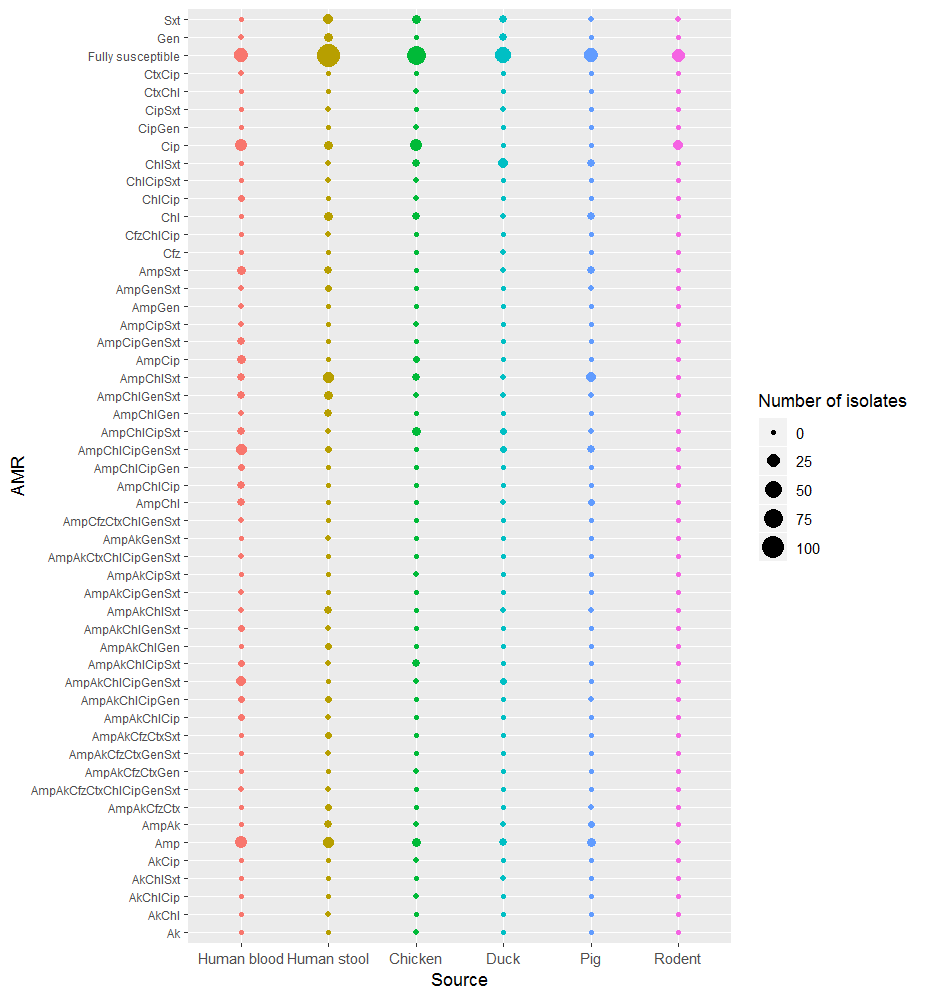 Sxt
Gen
Fully susceptible
CtxCip
CtxChl
CipSxt
CipGen
Cip
ChlSxt
ChlCipSxt
ChlCip
Chl
CfzChlCip
Cfz
AmpSxt
AmpGenSxt
AmpGen
AmpCipSxt
AmpCipGenSxt
AmpCip
AmpChlSxt
AmpChlGenSxt
AmpChlGen
AmpChlCipSxt
AmpChlCipGenSxt
AmpChlCipGen
AmpChlCip
AmpChl
AmpCfzCtxChlGenSxt
AmpAkGenSxt
AmpAkCtxChlCipGenSxt
AmpAkCipSxt
AmpAkCipGenSxt
AmpAkChlSxt
AmpAkChlGenSxt
AmpAkChlGen
AmpAkChlCipSxt
AmpAkChlCipGenSxt
AmpAkChlCipGen
AmpAkChlCip
AmpAkCfzCtxSxt
AmpAkCfzCtxGenSxt
AmpAkCfzCtxGen
AmpAkCfzCtxChlCipGenSxt
AmpAkCfzCtx
AmpAk
Amp
AkCip
AkChlSxt
AkChlCip
AkChl
Ak
AMR
Human blood Human stool Chicken Duck Pig Rodent
Source
Number of isolates
0
25
50
75
100